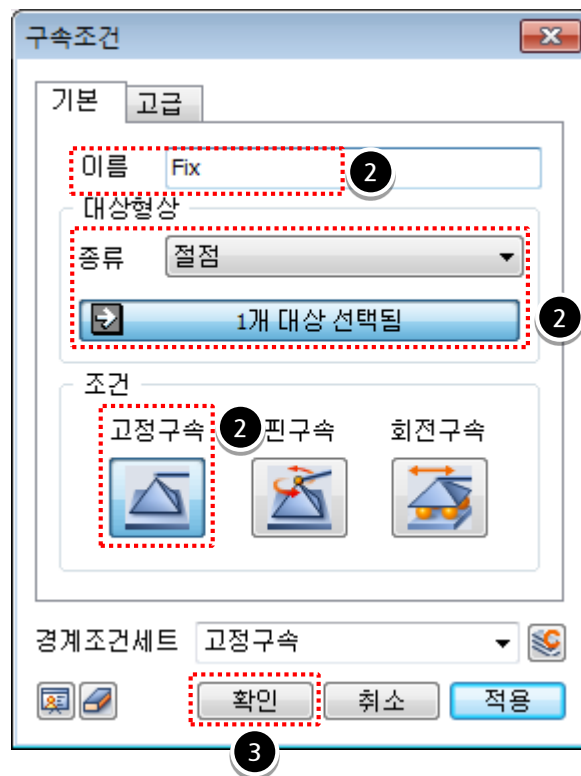 구속조건
기본 고급
이름 Fix 2
대상형상
종류 절점
1개 대상 선택됨 2
조건
고정구속 2 핀구속 회전구속
경계조건세트 고정구속
확인 취소 적용
3